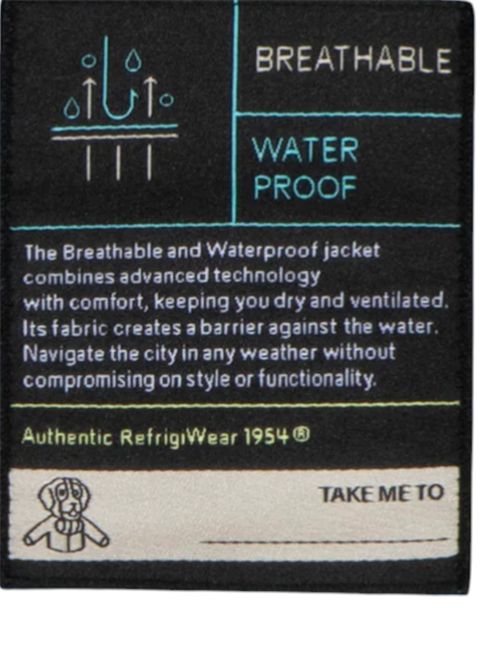 BREATHABLE
WATER
PROOF
The Breathable and Waterproof jacket
combines advanced technology
with comfort, keeping you dry and ventilated.
Its fabric creates a barrier against the water.
Navigate the city in any weather without
compromising on style or functionality.
Authentic RefrigiWear 1954®
TAKE ME TO